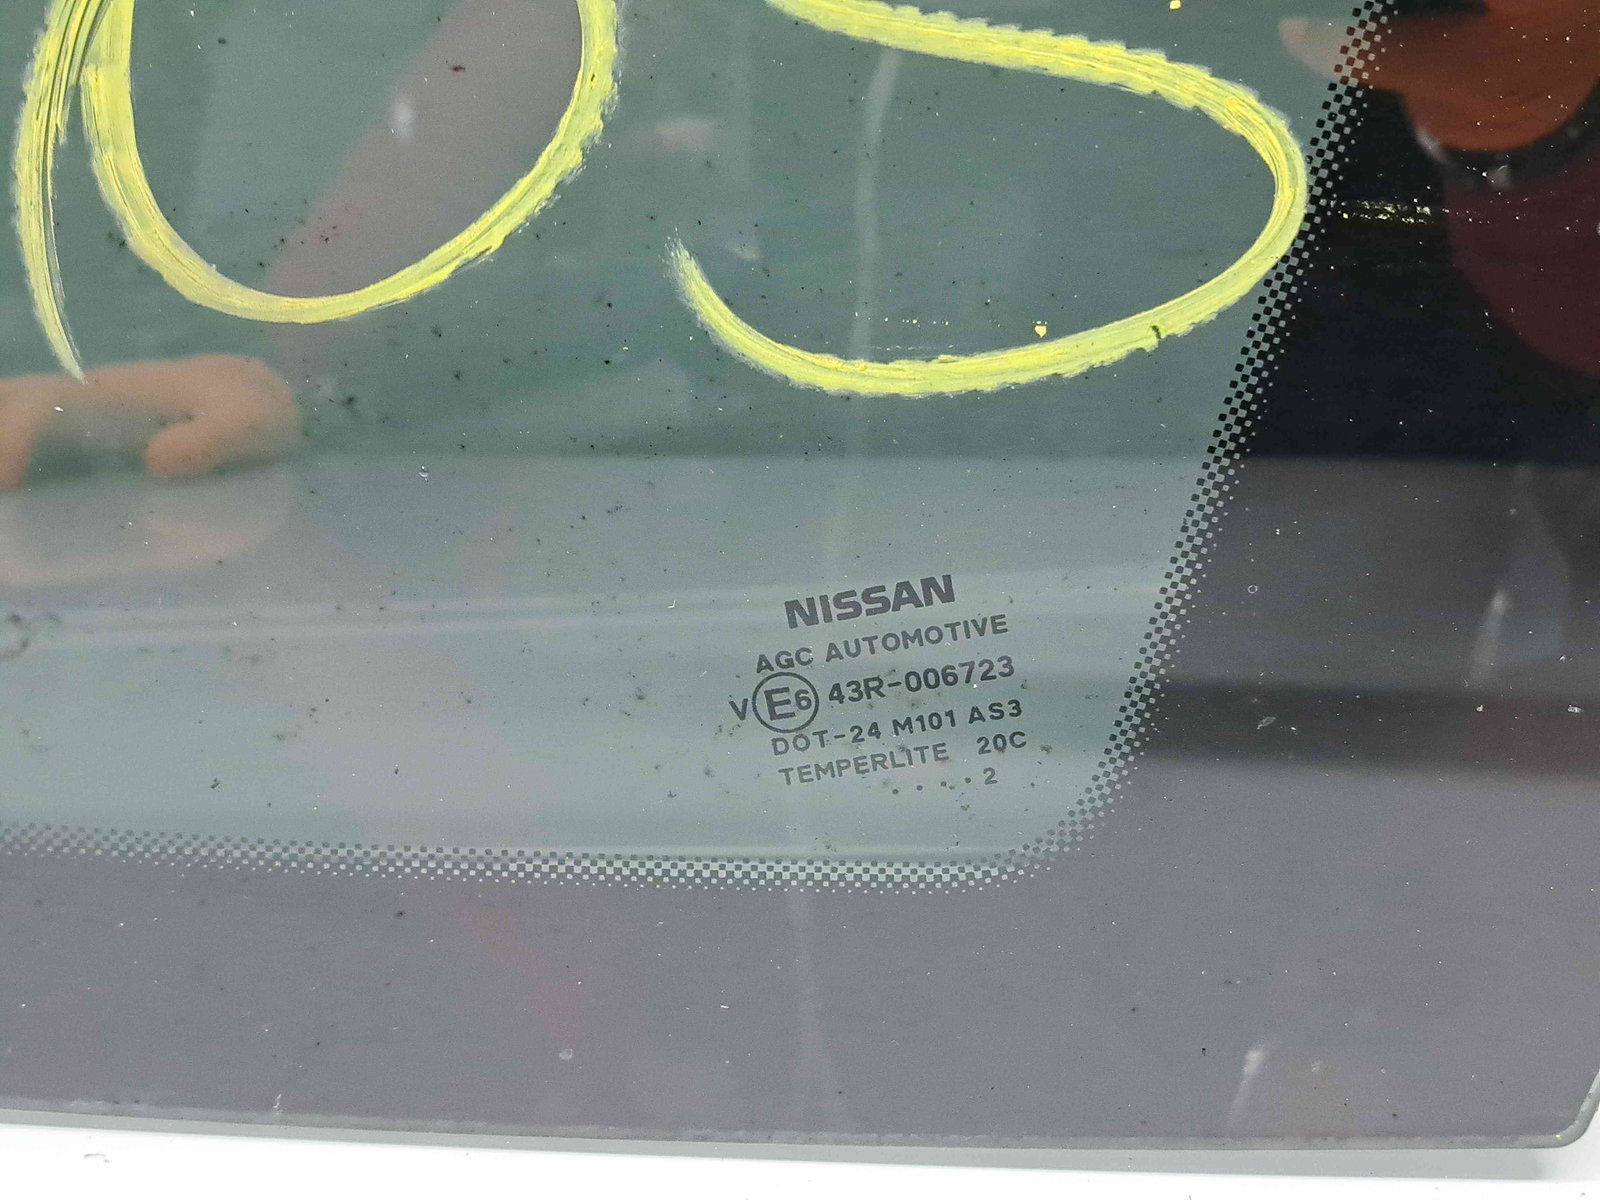 NISSAN
AGC AUTOMOTIVE
V E6 43R-006723
DOT-24 M101 AS3
TEMPERLITE 20C
. . . . . 2